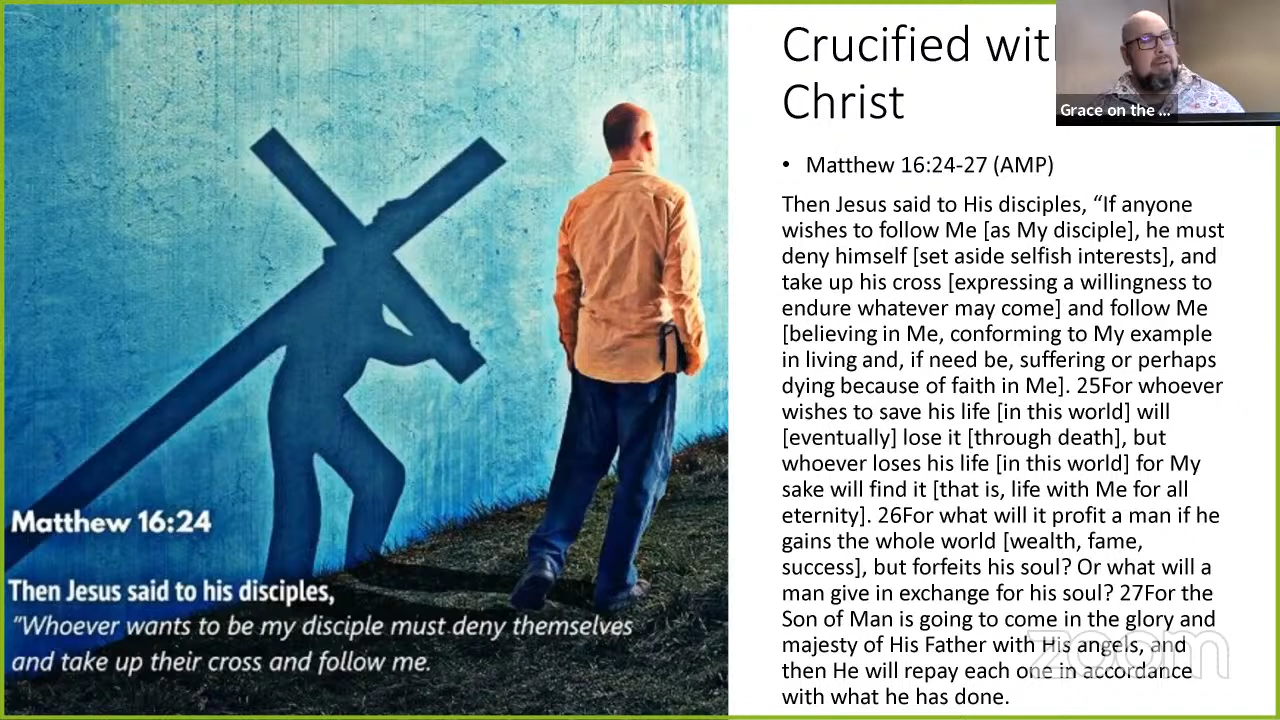 Crucified with
Christ
Grace on the ...
• Matthew 16:24-27 (AMP)
Then Jesus said to His disciples, “If anyone
wishes to follow Me [as My disciple], he must
deny himself [set aside selfish interests], and
take up his cross [expressing a willingness to
endure whatever may come] and follow Me
[believing in Me, conforming to My example
in living and, if need be, suffering or perhaps
dying because of faith in Me]. 25For whoever
wishes to save his life [in this world] will
[eventually] lose it [through death], but
whoever loses his life [in this world] for My
sake will find it [that is, life with Me for all
eternity]. 26For what will it profit a man if he
gains the whole world [wealth, fame,
success], but forfeits his soul? Or what will a
man give in exchange for his soul? 27For the
Son of Man is going to come in the glory and
majesty of His Father with His angels, and
then He will repay each one in accordance
with what he has done.
zoom
Matthew 16:24
Then Jesus said to his disciples,
“Whoever wants to be my disciple must deny themselves
and take up their cross and follow me.